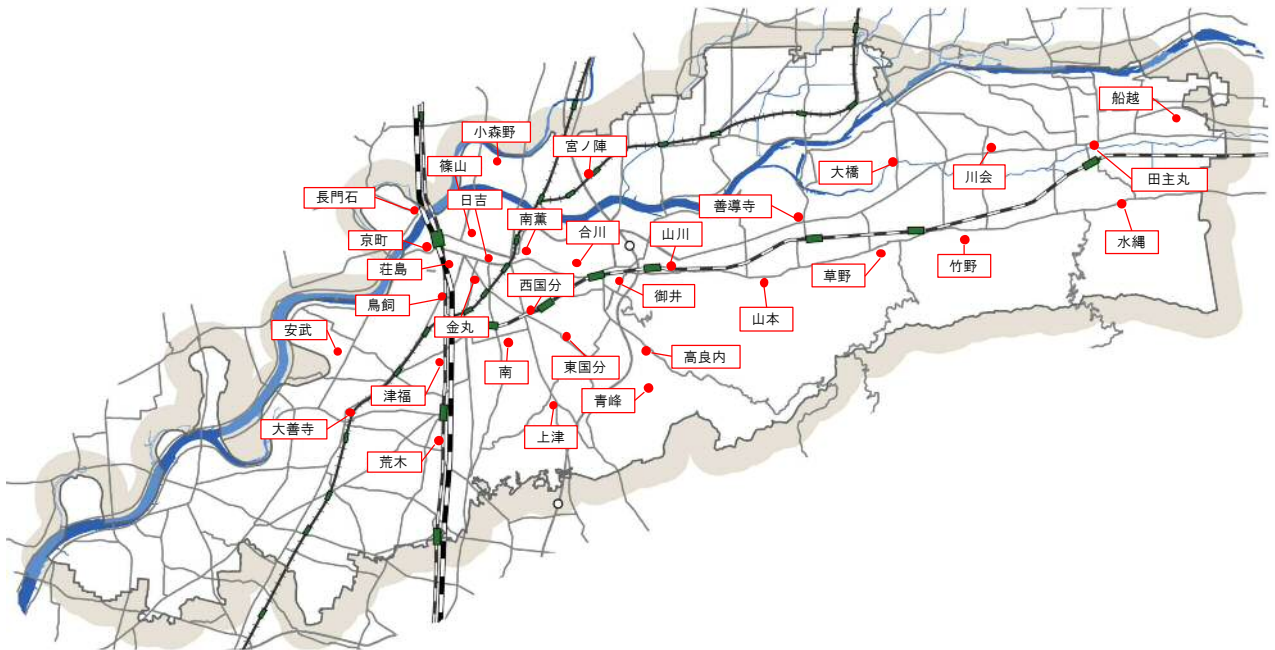 船越
小森野
宮ノ陣
篠山
大橋
川会
田主丸
長門石
日吉
南薫
善導寺
京町
合川
山川
水縄
荘島
草野
竹野
西国分
御井
鳥飼
山本
安武
金丸
高良内
南
東国分
津福
青峰
大善寺
上津
荒木